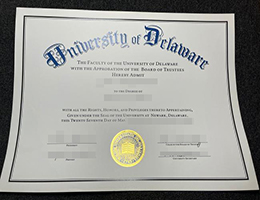 University of Delaware
The Faculty of the University of Delaware
with the Approbation of the Board of Trustees
Hereby Admit
to the Degree of
with all the Rights, Honors, and Privileges thereto Appertaining,
Given under the Seal of the University at Newark, Delaware,
this Twenty Seventh Day of May